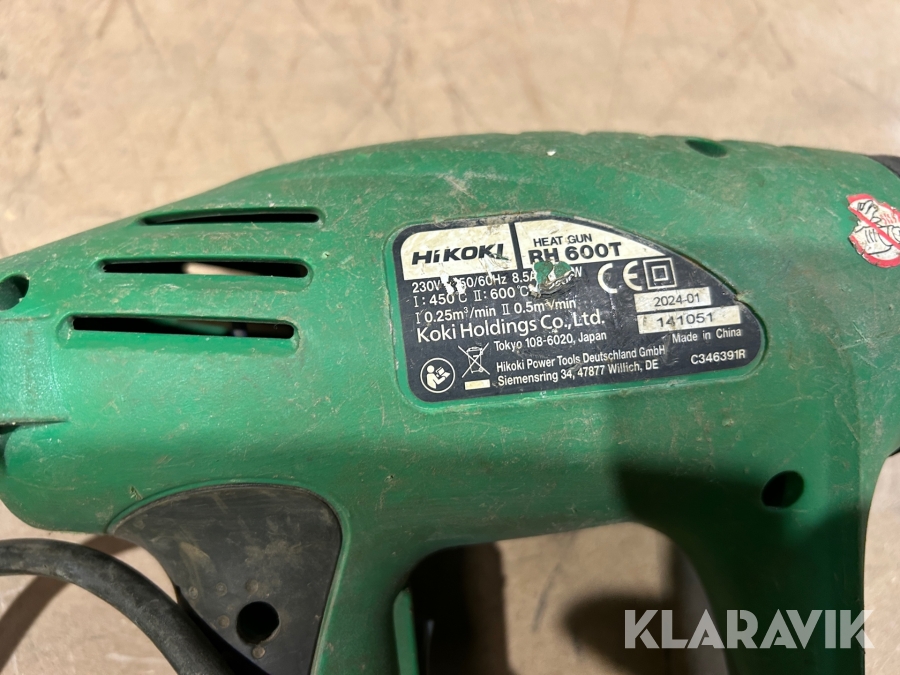 HiKOKI
HEAT GUN
RH 600T
230V 50/60Hz 8.5A
I:450°C II:600°C
I 0.25m³/min II 0.5m³/min
Koki Holdings Co., Ltd.
Tokyo 108-6020, Japan
Hikoki Power Tools Deutschland GmbH
Siemensring 34, 47877 Willich, DE
CE
2024-01
141051
Made in China
C346391R
KLARAVIK